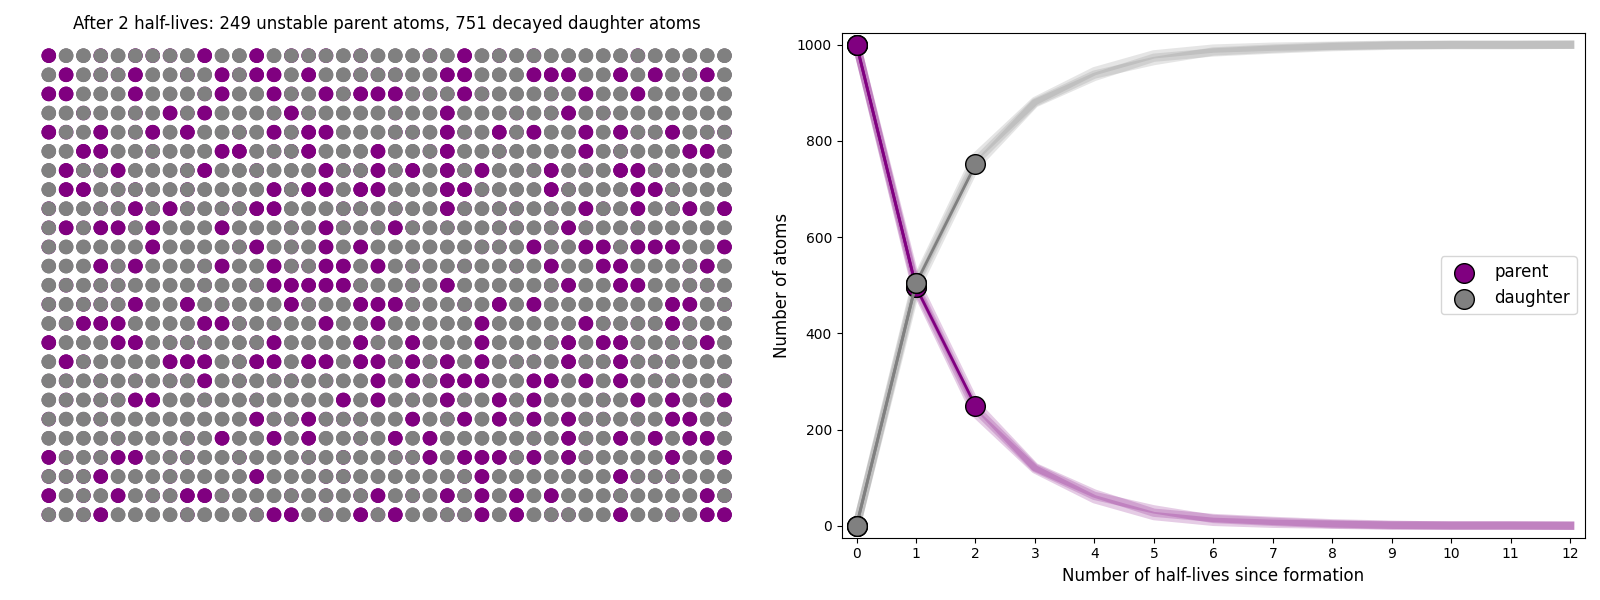 After 2 half-lives: 249 unstable parent atoms, 751 decayed daughter atoms
Number of atoms
1000
800
600
400
200
0
parent
daughter
0 1 2 3 4 5 6 7 8 9 10 11 12
Number of half-lives since formation